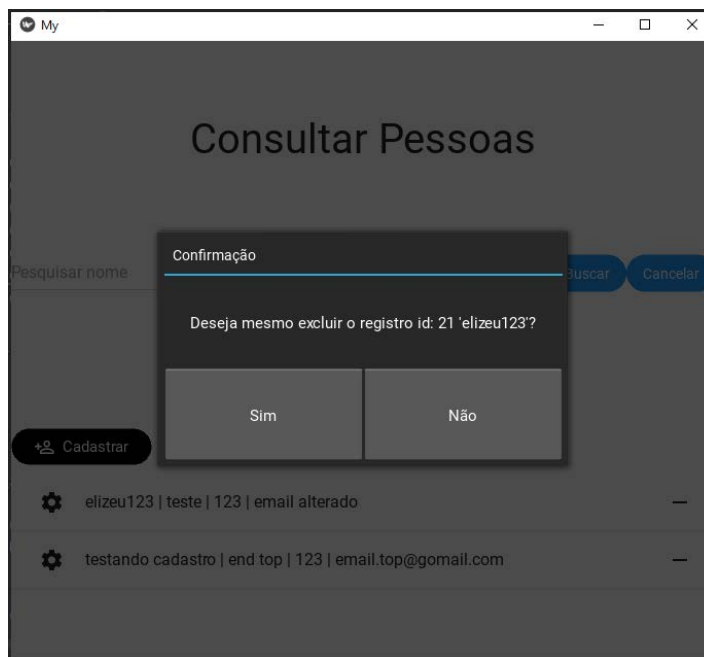 My
Consultar Pessoas
Confirmação
Pesquisar nome
Buscar
Cancelar
Deseja mesmo excluir o registro id: 21 'elizeu123'?
Sim
Não
Cadastrar
elizeu123 | teste | 123 | email alterado
testando cadastro | end top | 123 | email.top@gomail.com